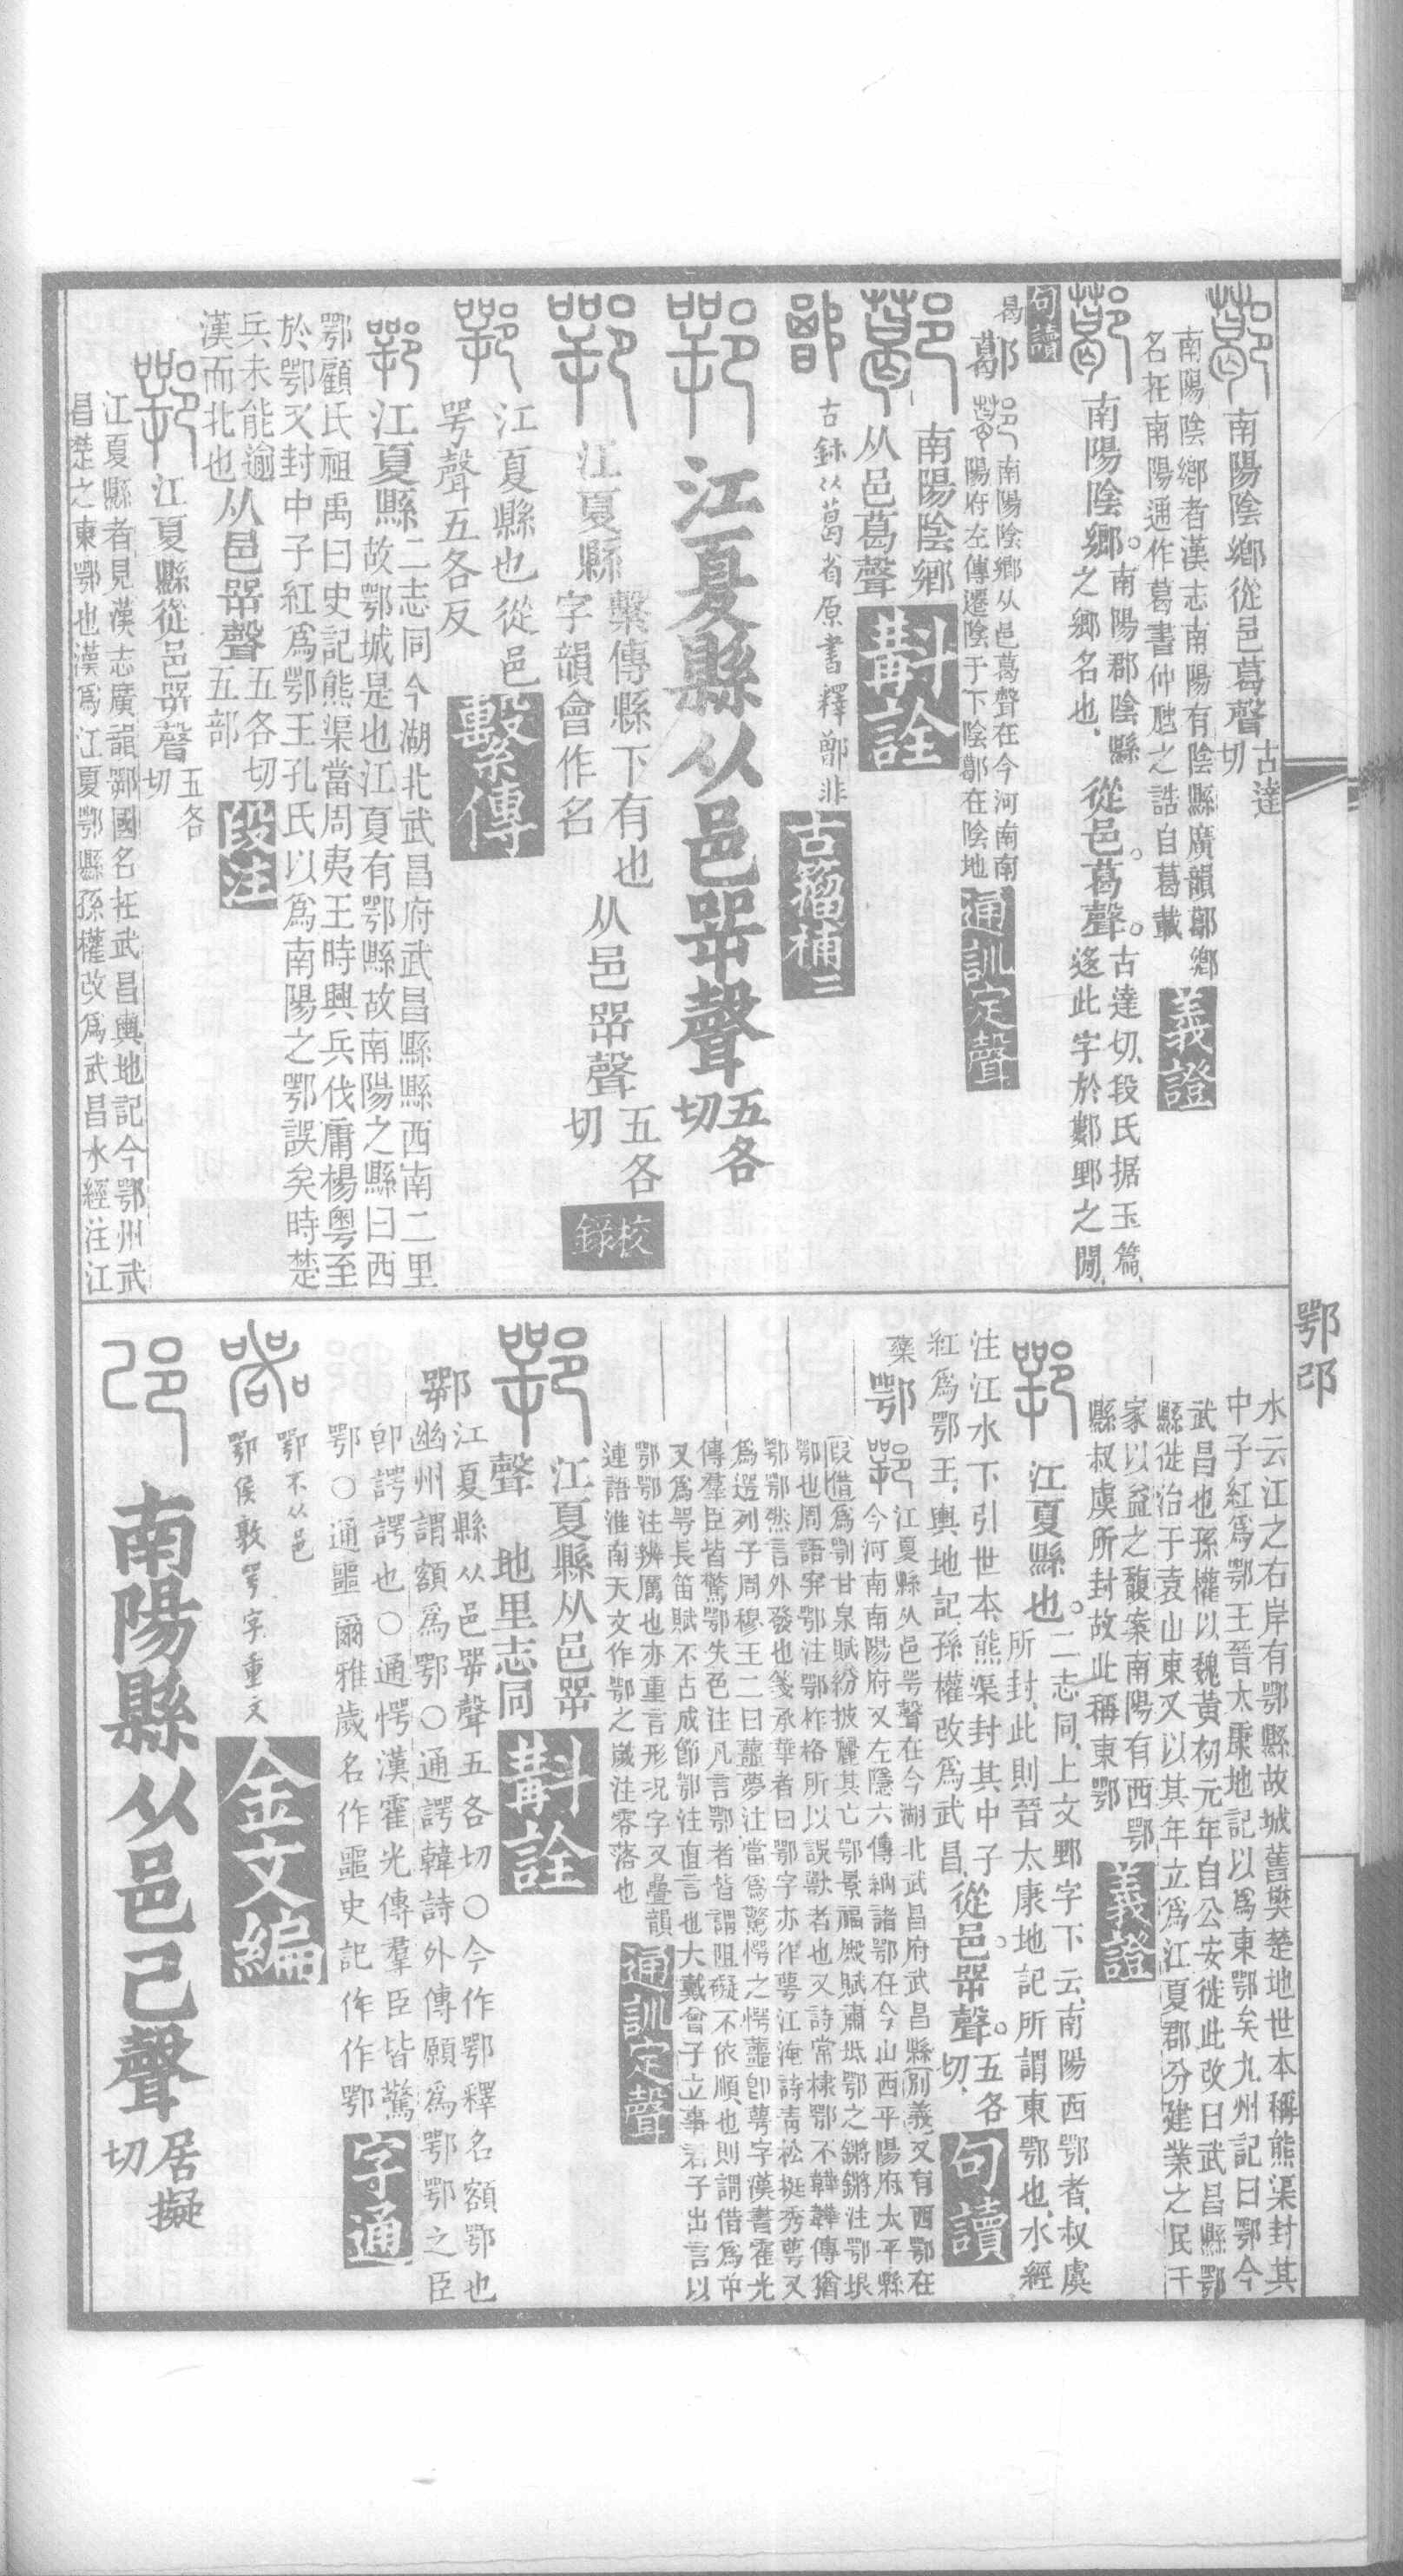 鄂邔
南陽陰鄉從邑葛聲古達切
南陽陰鄉者漢志南陽有陰縣廣韻鄀鄉
名在南陽通作葛書仲虺之誥自葛載
義證
南陽陰鄉。南陽郡陰縣之鄉名也、從邑。葛聲。古達切、段氏据玉篇、迻此字於鄭郢之閒、
句讀
南陽陰鄉从邑葛聲在今河南南
陽府左傳遷陰于下陰鄀在陰地
通訓定聲
南陽陰鄉
从邑葛聲
斠詮
古鉨从葛省原書釋鄭非
古籀補二
江夏縣从邑咢聲五各切
江夏縣繫傳縣下有也字韻會作名从邑咢聲五各切
校錄
江夏縣也從邑
咢聲五各反
繫傳
江夏縣二志同今湖北武昌府武昌縣縣西南二里
故鄂城是也江夏有鄂縣故南陽之縣曰西
鄂顧氏祖禹曰史記熊渠當周夷王時興兵伐庸楊粵至
於鄂又封中子紅爲鄂王孔氏以爲南陽之鄂誤矣時楚
兵未能逾
漢而北也从邑咢聲五各切五部
段注
江夏縣從邑咢聲五各切
江夏縣者見漢志廣韻鄂國名在武昌輿地記今鄂州武
昌楚之東鄂也漢爲江夏鄂縣孫權改爲武昌水經注江
水云江之右岸有鄂縣故城舊樊楚地世本稱熊渠封其
中子紅爲鄂王晉太康地記以爲東鄂矣九州記曰鄂今
武昌也孫權以魏黃初元年自公安徙此改曰武昌縣鄂
縣徙治于袁山東又以其年立爲江夏郡分建業之民千
家以益之馥案南陽有西鄂
縣叔虞所封故此稱東鄂
義證
江夏縣也。二志同、上文郢字下云、南陽西鄂者、叔虞
所封、此則晉太康地記所謂東鄂也、水經
注江水下引世本、熊渠封其中子
紅爲鄂王、輿地記、孫權改爲武昌、從邑。咢聲。五各切、
句讀
鄂
江夏縣从邑咢聲在今湖北武昌府武昌縣別義又有西鄂在
今河南南陽府又左隱六傳納諸鄂在今山西平陽府太平縣
假借爲鄂甘泉賦紛披麗其亡鄂景福殿賦肅坻鄂之鏘鏘注鄂垠
鄂也周語穽鄂注鄂柞格所以誤獸者也又詩常棣鄂不韡韡傳猶
鄂鄂然言外發也箋承華者曰鄂字亦作萼江淹詩青松挺秀萼又
爲遻列子周穆王二曰蘁夢注當爲驚愕之愕蘁卽萼字漢書霍光
傳羣臣皆驚鄂失色注凡言鄂者皆謂阻礙不依順也則謂借爲屰
又爲咢長笛賦不占成節鄂注直言也大戴曾子立事君子出言以
鄂鄂注辨厲也亦重言形況字又疊韻
連語淮南天文作鄂之歲注零落也
通訓定聲
江夏縣从邑咢
聲 地里志同
斠詮
鄂
江夏縣从邑咢聲五各切○今作鄂釋名額鄂也
幽州謂額爲鄂○通諤韓詩外傳願爲鄂鄂之臣
卽諤諤也○通愕漢霍光傳羣臣皆驚
鄂○通噩爾雅歲名作噩史記作作鄂
字通
鄂不从邑
鄂侯敦咢字重文
金文編
南陽縣从邑己聲居擬切